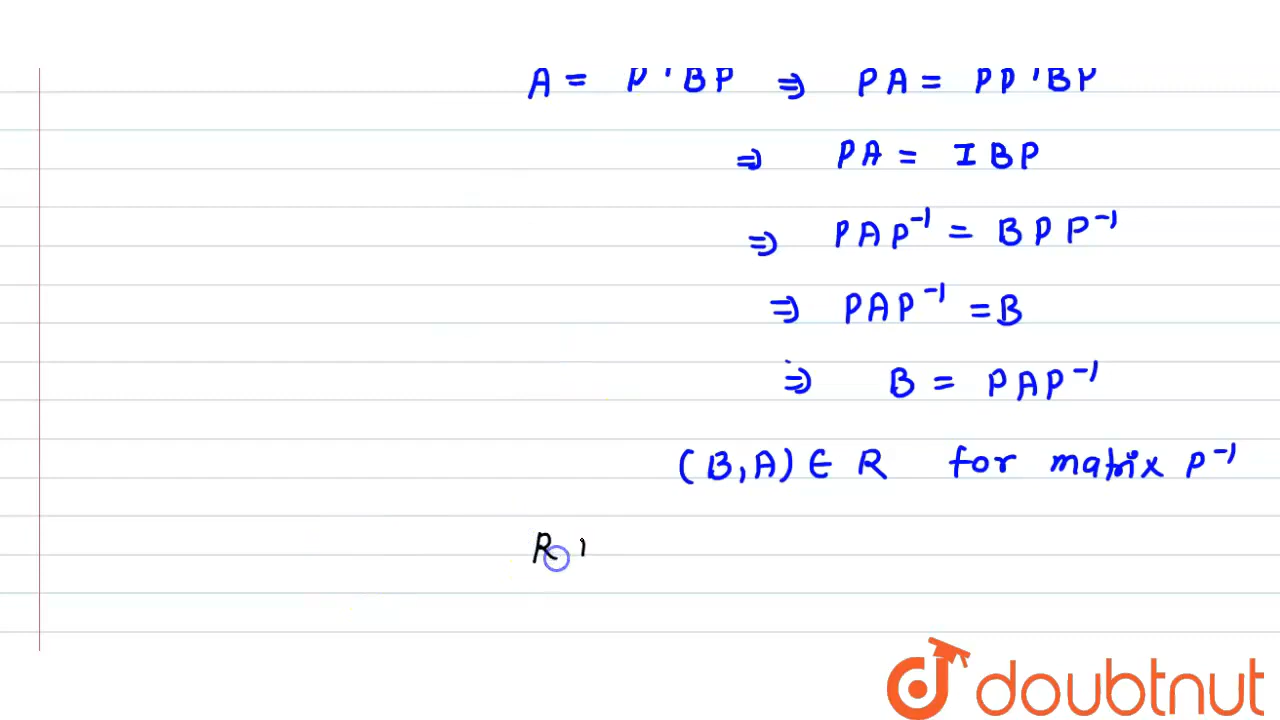 A = P⁻¹BP ⇒ PA = PP⁻¹BP
⇒ PA = IBP
⇒ PAP⁻¹ = BPP⁻¹
⇒ PAP⁻¹ = B
⇒ B = PAP⁻¹
(B,A) ∈ R for matrix P⁻¹
R
doubtnut